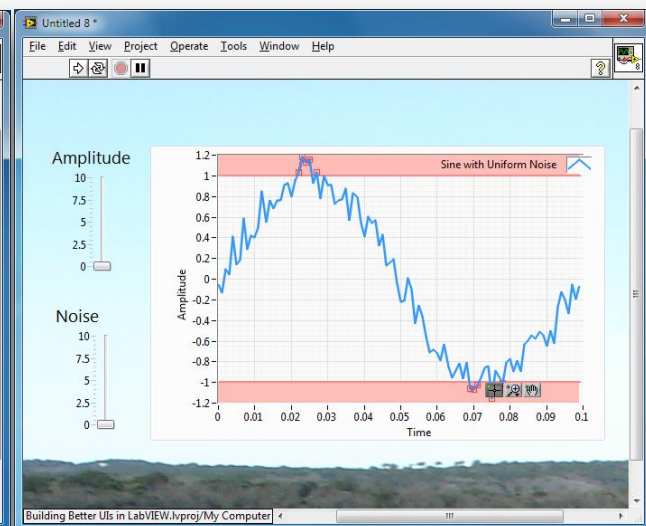 Untitled 8 *
File Edit View Project Operate Tools Window Help
8
Amplitude
10
7.5
5
2.5
0
Noise
10
7.5
5
2.5
0
Sine with Uniform Noise
Amplitude
1.2
1
0.8
0.6
0.4
0.2
0
-0.2
-0.4
-0.6
-0.8
-1
-1.2
0 0.01 0.02 0.03 0.04 0.05 0.06 0.07 0.08 0.09 0.1
Time
Building Better UIs in LabVIEW.lvproj/My Computer